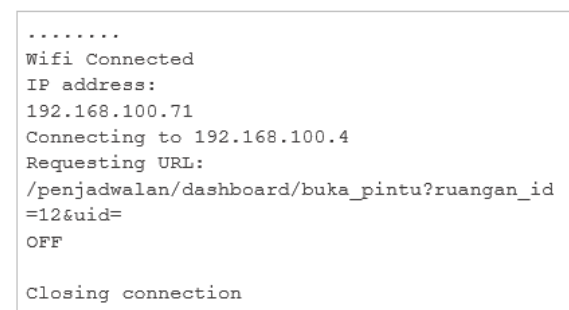 ........
Wifi Connected
IP address:
192.168.100.71
Connecting to 192.168.100.4
Requesting URL:
/penjadwalan/dashboard/buka_pintu?ruangan_id
=12&uid=
OFF
Closing connection